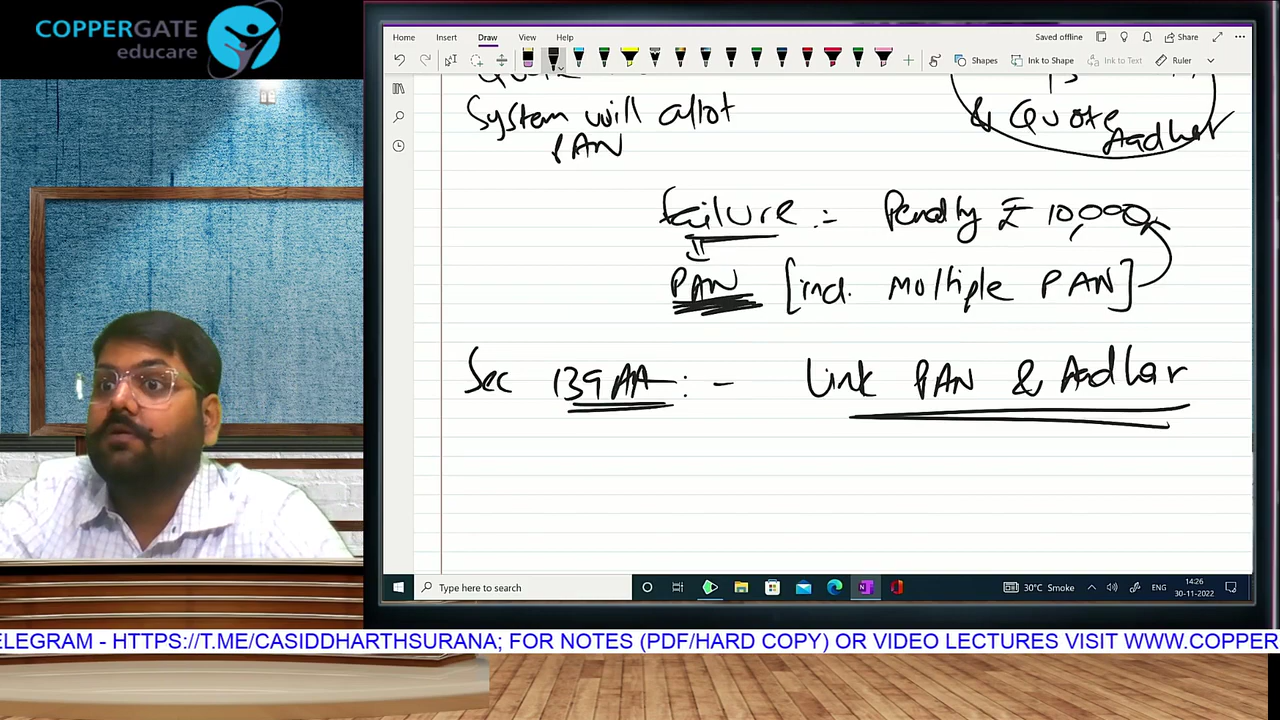 COPPERGATE
educare
Home Insert Draw View Help
Saved offline
Share
Shapes
Ink to Shape
Ink to Text
Ruler
System will allot
PAN
& Quote
Aadhar
failure :- Penalty ₹ 10,000
PAN [incl. Multiple PAN]
Sec 139AA :- Link PAN & Aadhar
Type here to search
30°C Smoke
ENG
14:26
30-11-2022
ELEGRAM - HTTPS://T.ME/CASIDDHARTHSURANA; FOR NOTES (PDF/HARD COPY) OR VIDEO LECTURES VISIT WWW.COPPER